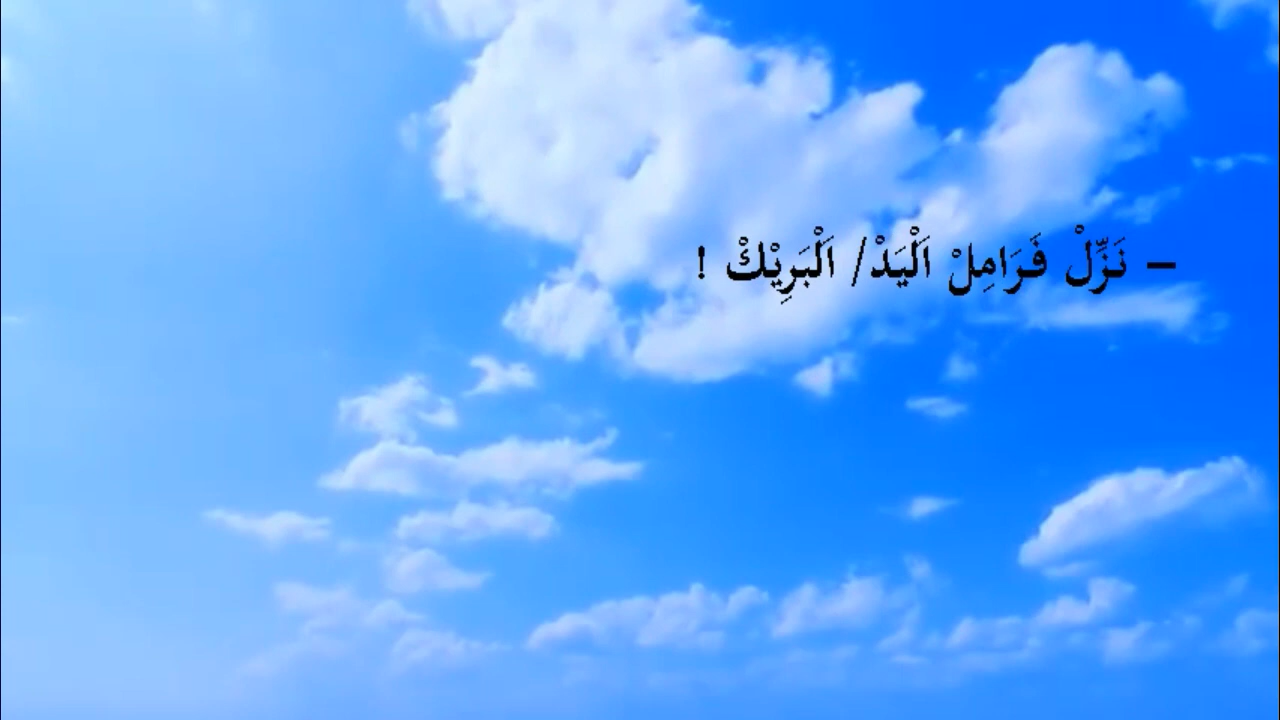 – نَزِّلْ فَرَامِلْ اَلْيَدْ/ اَلْبَرِيْكْ !